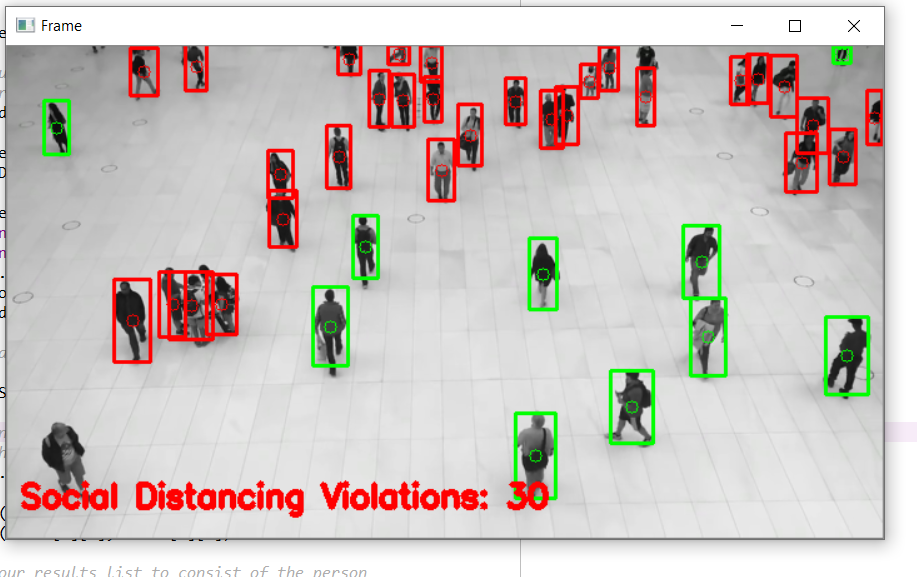 Frame
Social Distancing Violations: 30
our results list to consist of the person